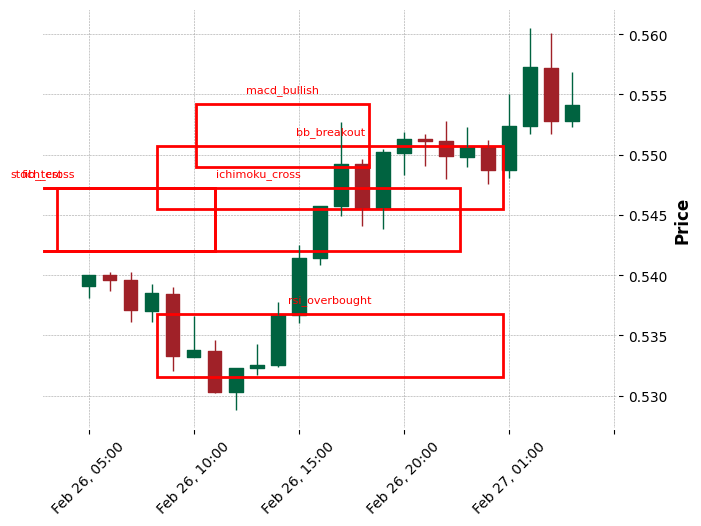 macd_bullish
bb_breakout
ichimoku_cross
rsi_overbought
0.560
0.555
0.550
0.545
0.540
0.535
0.530
Price
Feb 26, 05:00
Feb 26, 10:00
Feb 26, 15:00
Feb 26, 20:00
Feb 27, 01:00